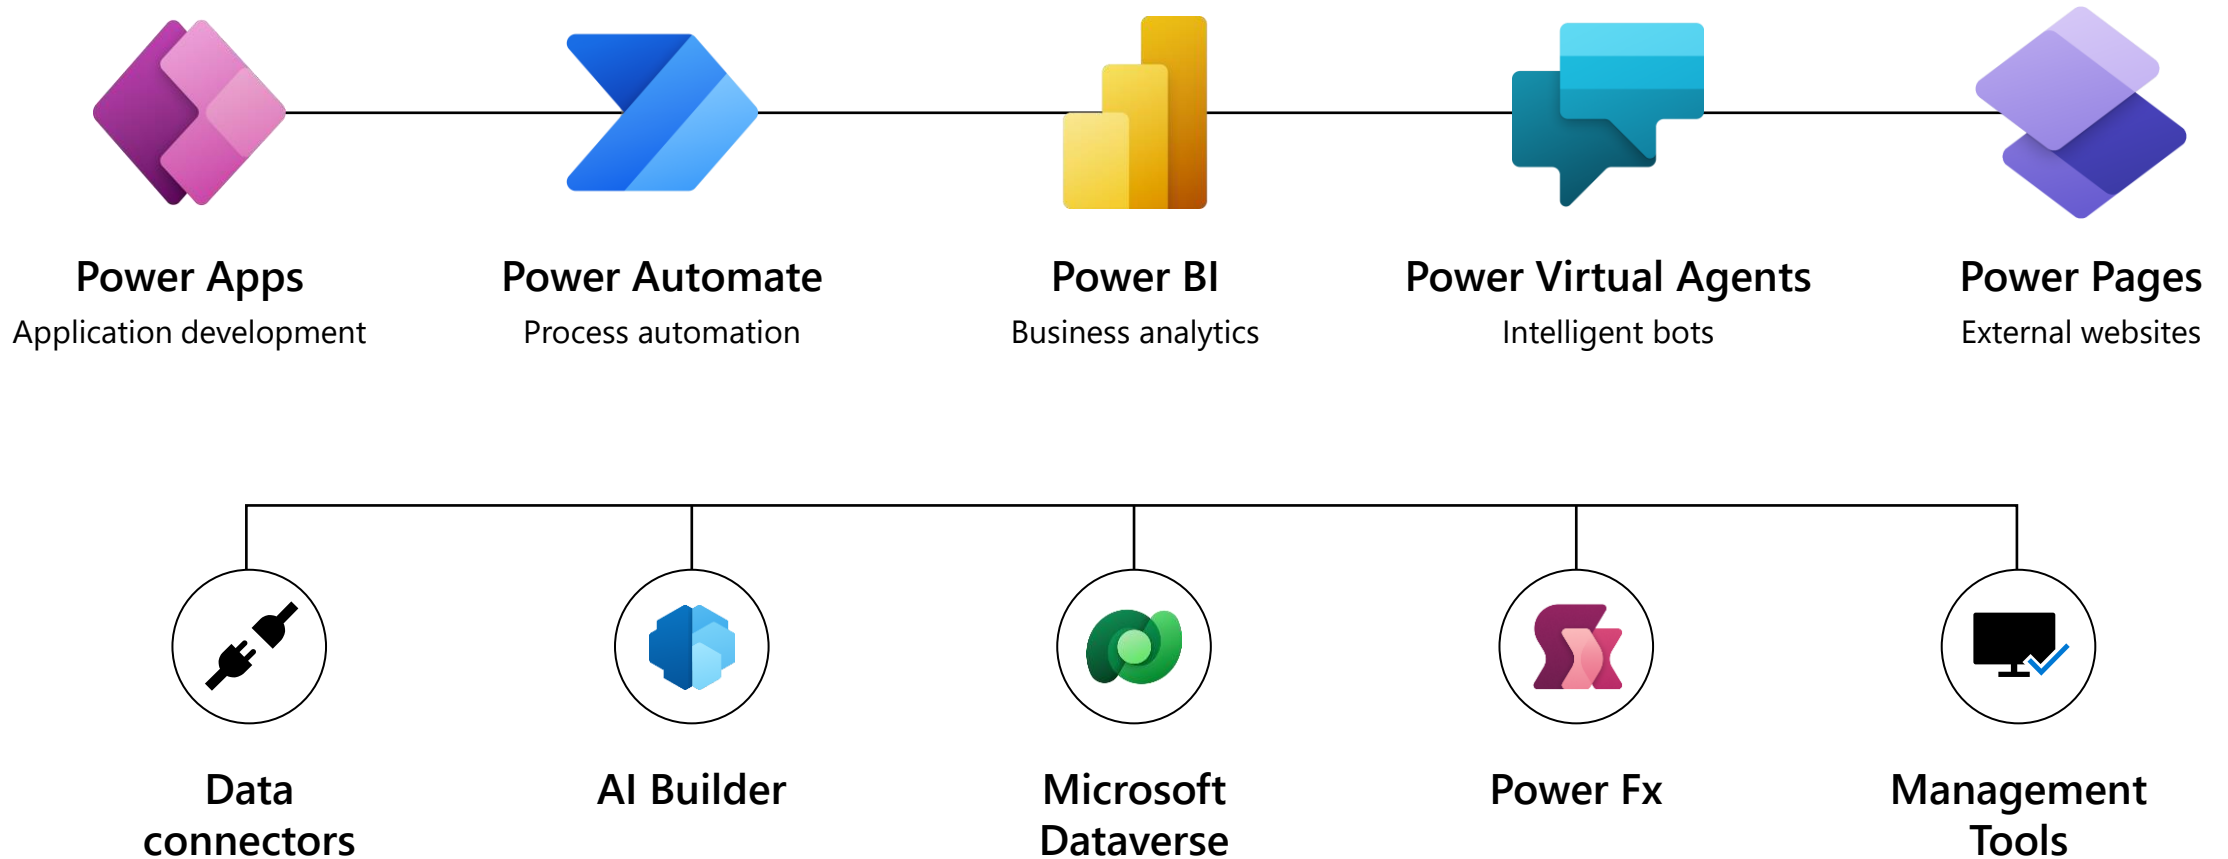 Power Apps
Application development
Power Automate
Process automation
Power BI
Business analytics
Power Virtual Agents
Intelligent bots
Power Pages
External websites
Data
connectors
AI Builder
Microsoft
Dataverse
Power Fx
Management
Tools